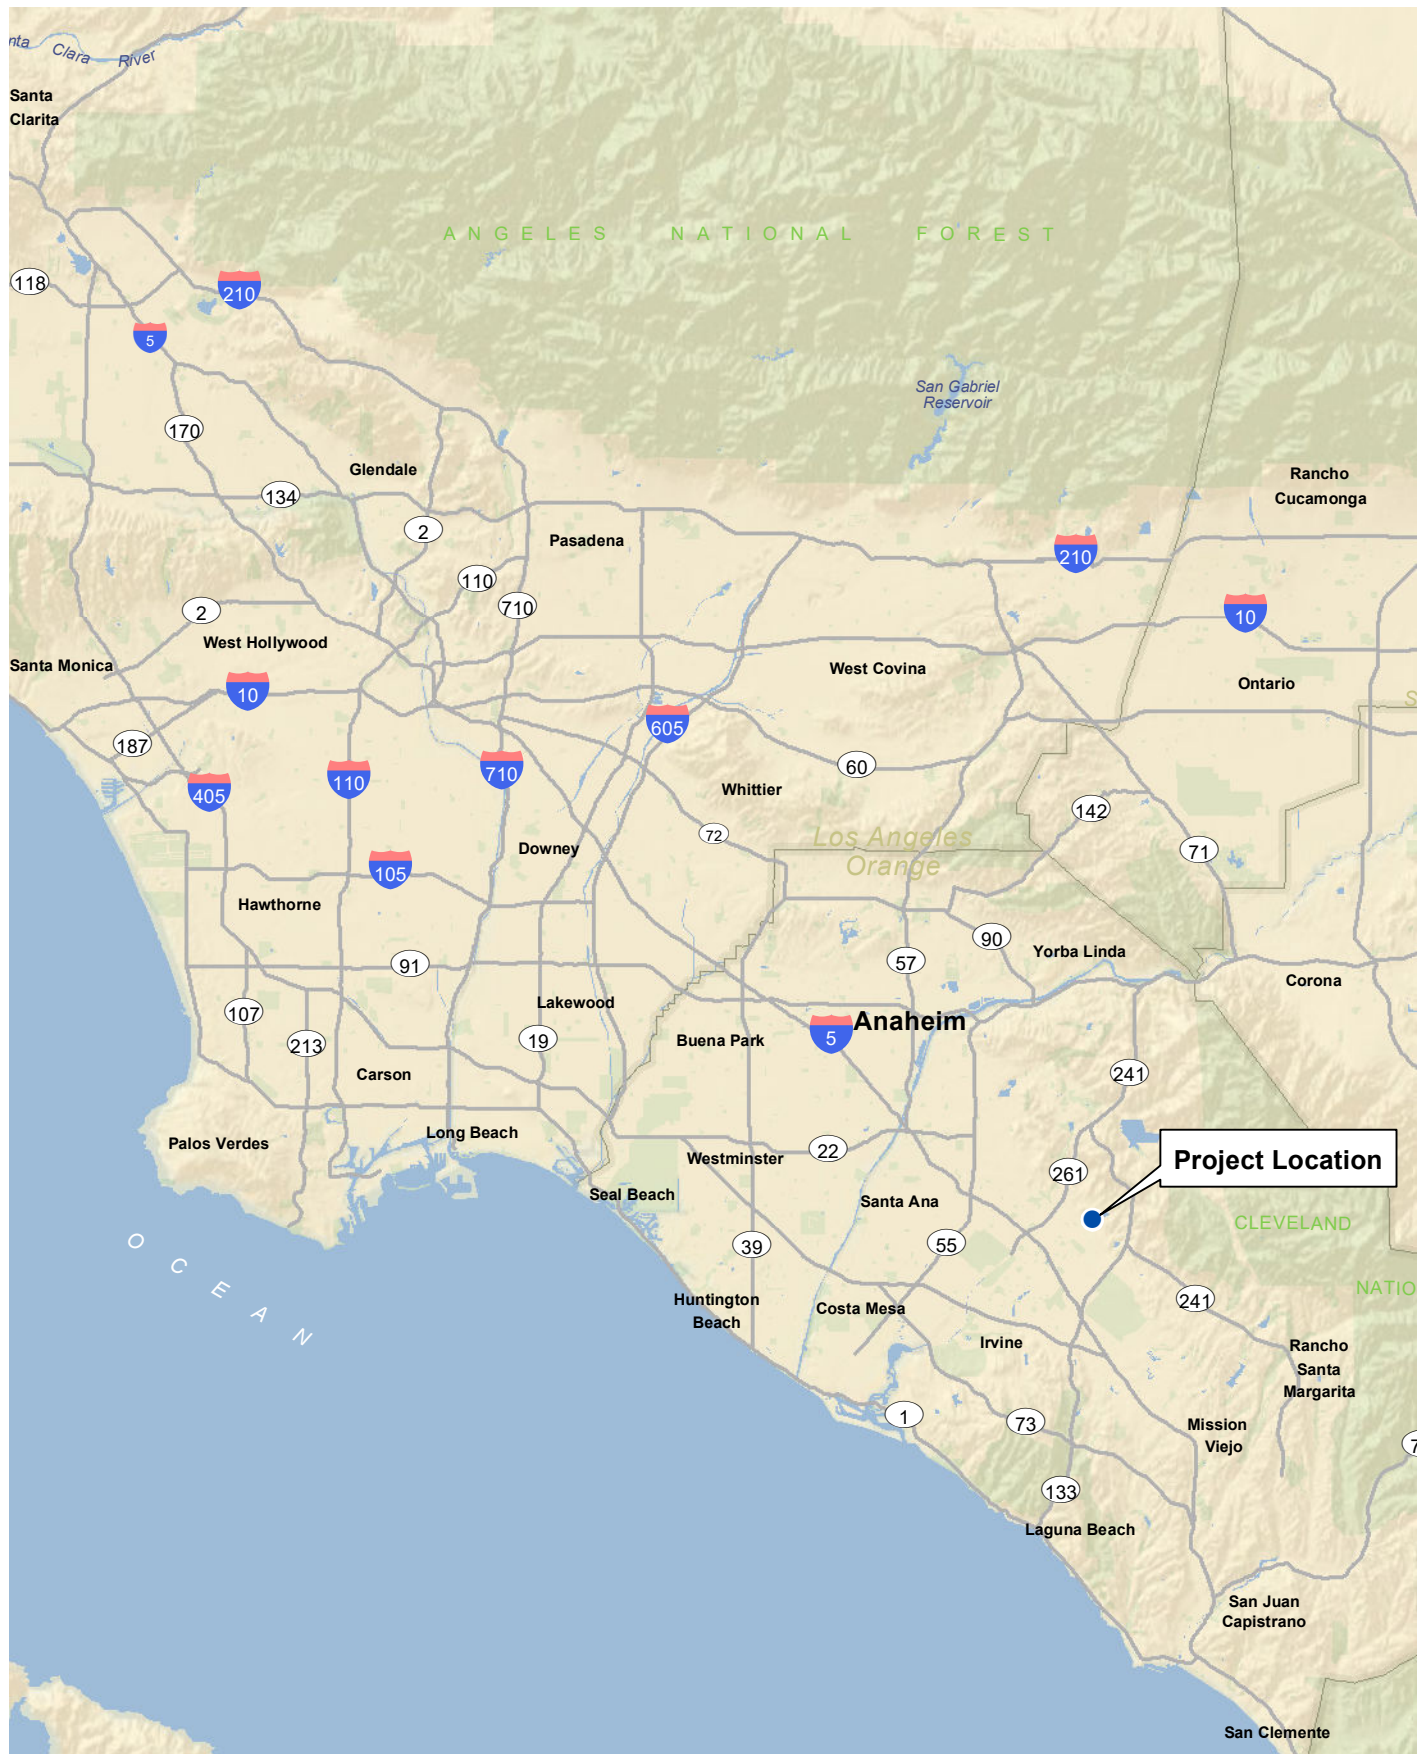 nta Clara River
Santa
Clarita
ANGELES NATIONAL FOREST
118
210
5
San Gabriel
Reservoir
170
Glendale
134
Rancho
Cucamonga
2
Pasadena
210
110
710
2
10
West Hollywood
Santa Monica
West Covina
Ontario
10
S
605
187
60
710
110
405
Whittier
142
72
Los Angeles
Orange
Downey
71
105
Hawthorne
90
Yorba Linda
57
91
Corona
Lakewood
107
Anaheim
5
19
Buena Park
213
Carson
241
Long Beach
Palos Verdes
22
Westminster
Project Location
261
Seal Beach
Santa Ana
CLEVELAND
OCEAN
39
55
NATIO
241
Huntington
Beach
Costa Mesa
Irvine
Rancho
Santa
Margarita
1
73
Mission
Viejo
7
133
Laguna Beach
San Juan
Capistrano
San Clemente